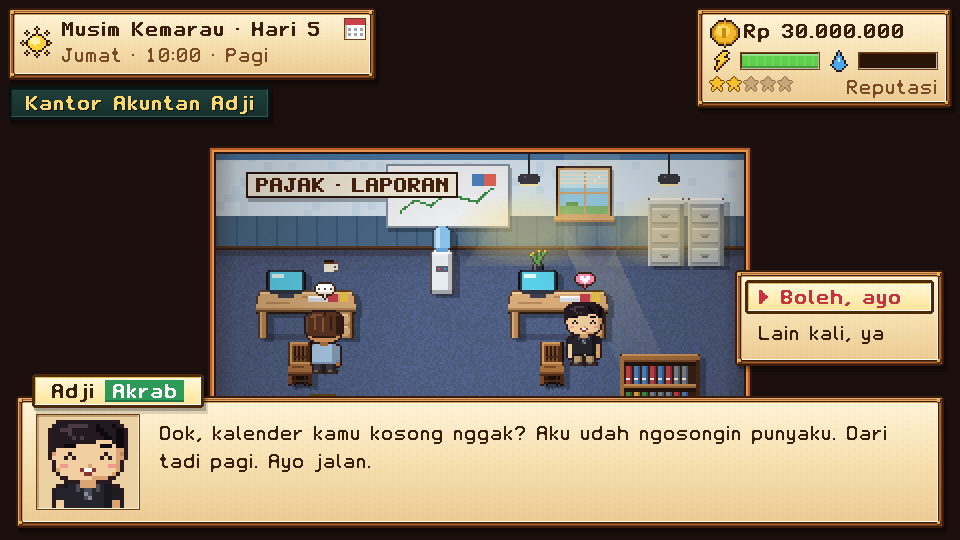 Musim Kemarau · Hari 5
Jumat · 10:00 · Pagi
Rp 30.000.000
Reputasi
Kantor Akuntan Adji
PAJAK · LAPORAN
Boleh, ayo
Lain kali, ya
Adji Akrab
Dok, kalender kamu kosong nggak? Aku udah ngosongin punyaku. Dari
tadi pagi. Ayo jalan.